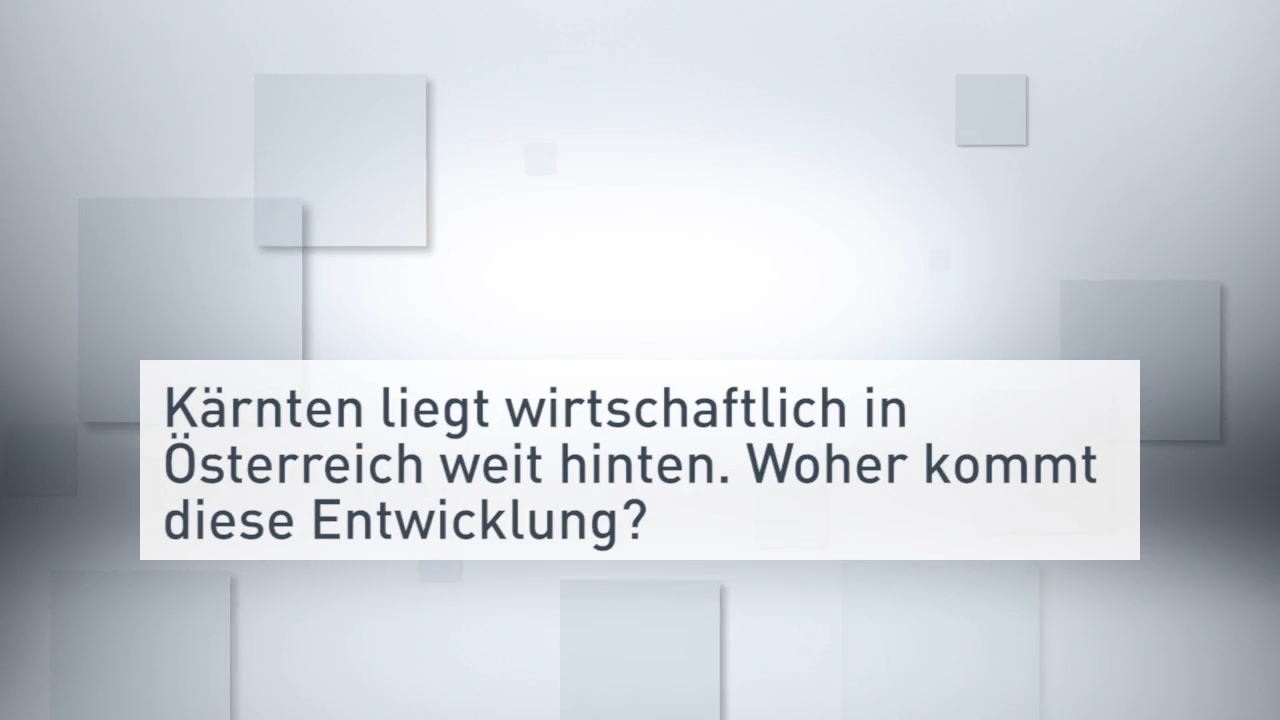 Kärnten liegt wirtschaftlich in
Österreich weit hinten. Woher kommt
diese Entwicklung?